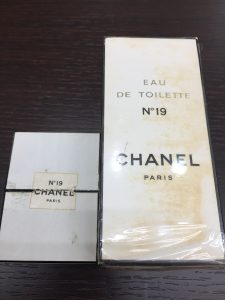 N°19
CHANEL
PARIS
EAU
DE TOILETTE
N°19
CHANEL
PARIS